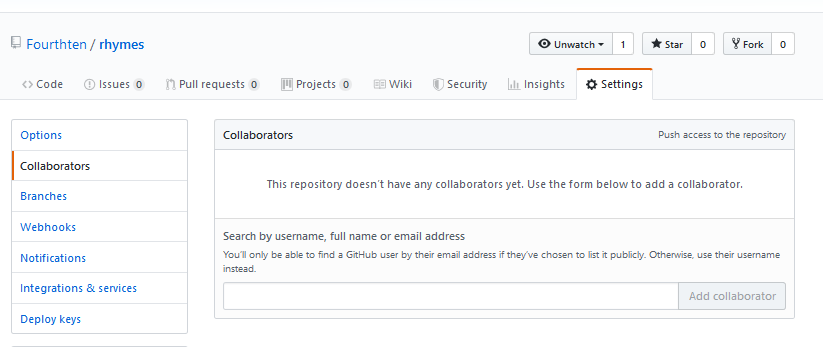 Fourthten / rhymes
Unwatch 1 Star 0 Fork 0
Code Issues 0 Pull requests 0 Projects 0 Wiki Security Insights Settings
Options
Collaborators
Branches
Webhooks
Notifications
Integrations & services
Deploy keys
Collaborators Push access to the repository
This repository doesn't have any collaborators yet. Use the form below to add a collaborator.
Search by username, full name or email address
You'll only be able to find a GitHub user by their email address if they've chosen to list it publicly. Otherwise, use their username
instead.
Add collaborator